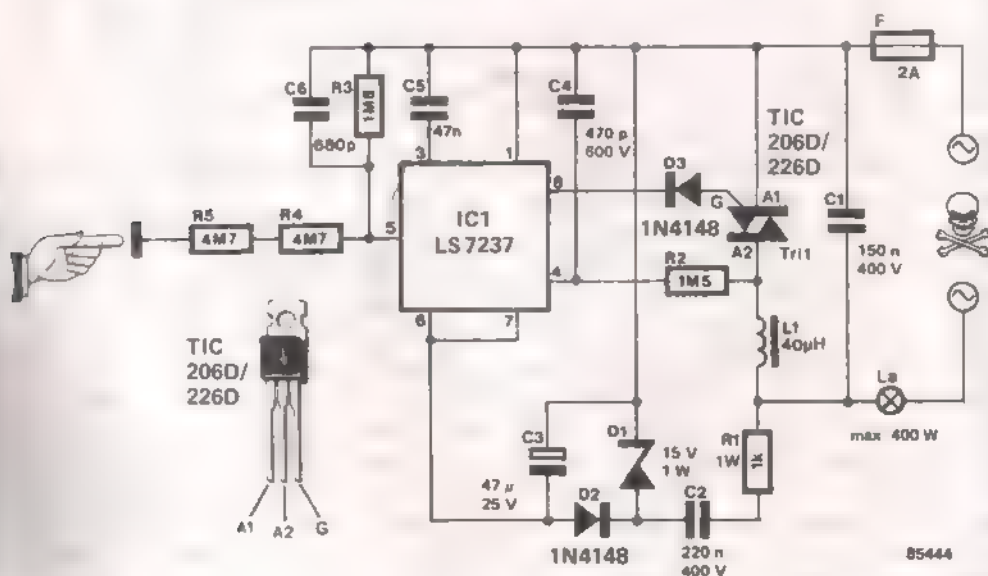 F
2A
C6
680p
R3
1M8
C5
47n
C4
470p
600 V
TIC
206D/
226D
3
1
8
D3
G
1N4148
A1
A2
Tri1
C1
150 n
400 V
IC1
LS7237
R5
4M7
R4
4M7
5
4
R2
1M5
6
7
L1
40µH
TIC
206D/
226D
A1
A2
G
La
max 400 W
C3
47 µ
25 V
D1
15 V
1 W
R1
1W
1k
D2
1N4148
C2
220 n
400 V
85444